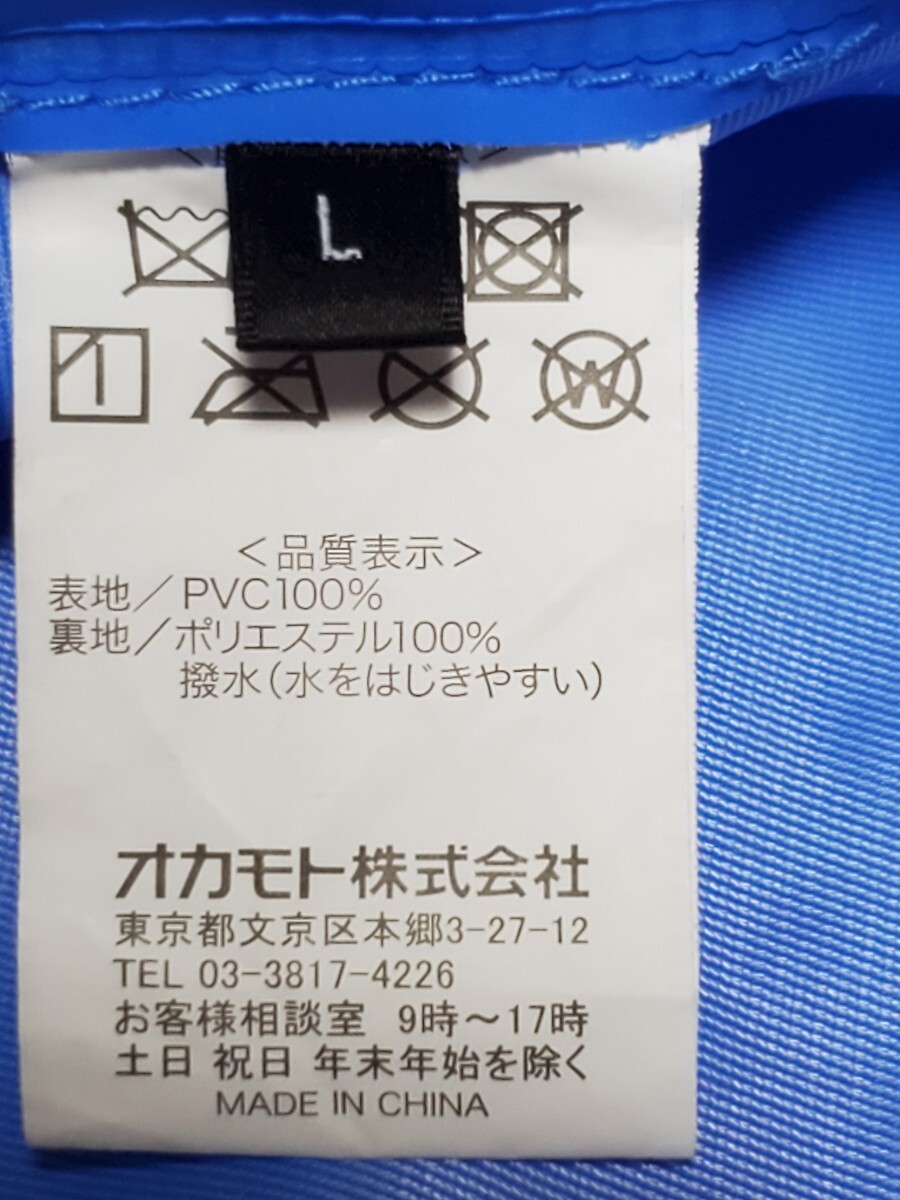 L
W
＜品質表示＞
表地／PVC100%
裏地／ポリエステル100%
撥水（水をはじきやすい）
オカモト株式会社
東京都文京区本郷3-27-12
TEL 03-3817-4226
お客様相談室 9時～17時
土日 祝日 年末年始を除く
MADE IN CHINA